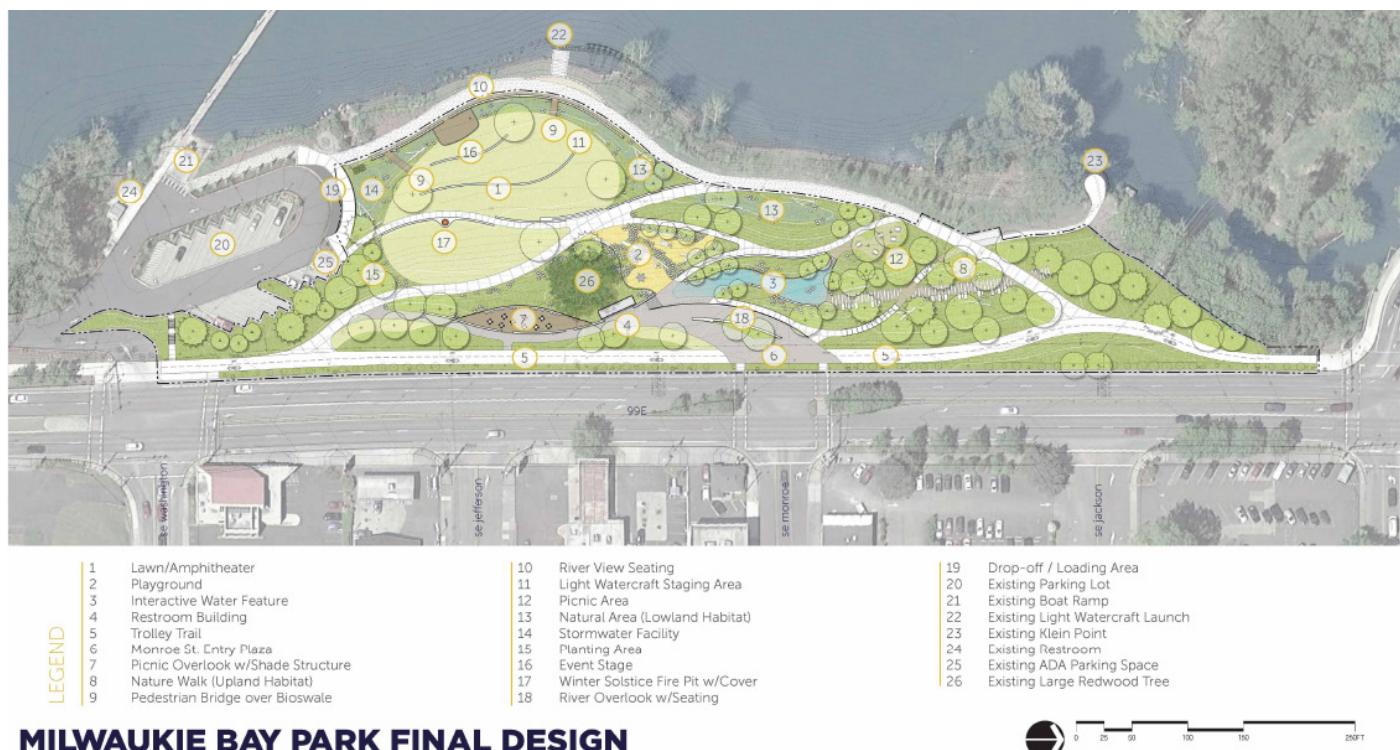 22
10
9
11
16
21
13
9
23
24
19
14
1
13
20
17
2
12
25
15
26
3
8
7
4
18
5
6
5
99E
se washington
se jefferson
se monroe
se jackson
LEGEND
1 Lawn/Amphitheater
2 Playground
3 Interactive Water Feature
4 Restroom Building
5 Trolley Trail
6 Monroe St. Entry Plaza
7 Picnic Overlook w/Shade Structure
8 Nature Walk (Upland Habitat)
9 Pedestrian Bridge over Bioswale
10 River View Seating
11 Light Watercraft Staging Area
12 Picnic Area
13 Natural Area (Lowland Habitat)
14 Stormwater Facility
15 Planting Area
16 Event Stage
17 Winter Solstice Fire Pit w/Cover
18 River Overlook w/Seating
19 Drop-off / Loading Area
20 Existing Parking Lot
21 Existing Boat Ramp
22 Existing Light Watercraft Launch
23 Existing Klein Point
24 Existing Restroom
25 Existing ADA Parking Space
26 Existing Large Redwood Tree
MILWAUKIE BAY PARK FINAL DESIGN
0 25 50 100 150 250FT